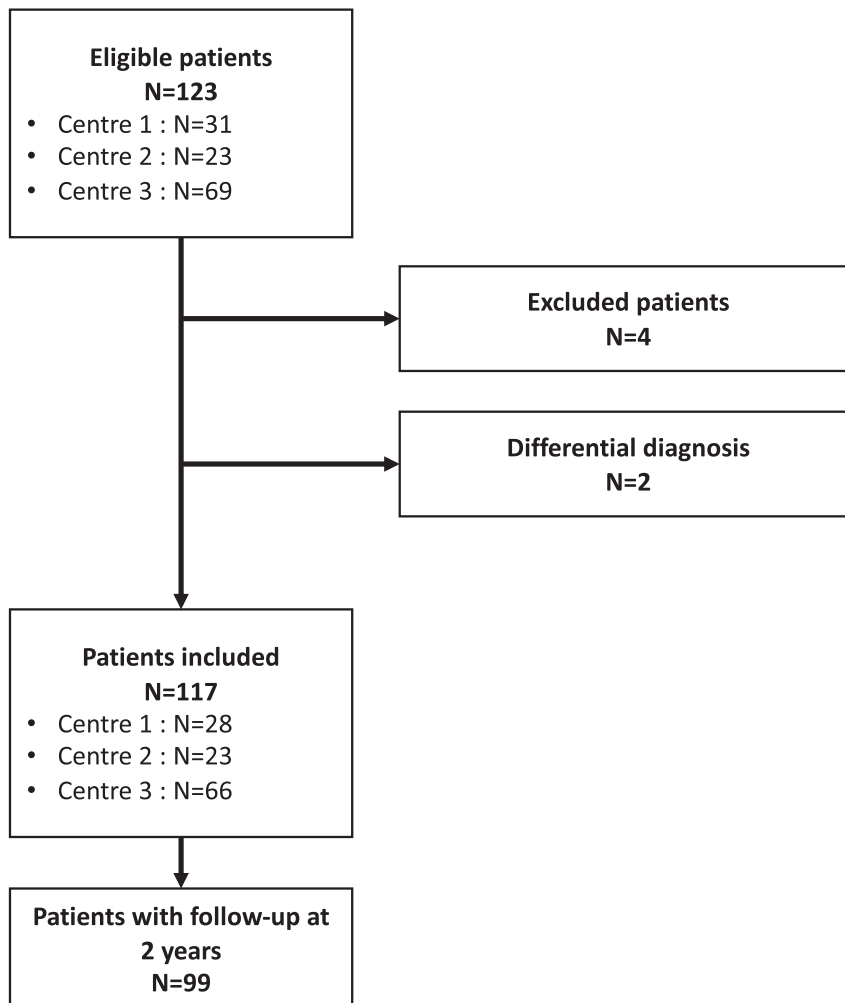 Eligible patients
N=123
• Centre 1 : N=31
• Centre 2 : N=23
• Centre 3 : N=69
Excluded patients
N=4
Differential diagnosis
N=2
Patients included
N=117
• Centre 1 : N=28
• Centre 2 : N=23
• Centre 3 : N=66
Patients with follow-up at
2 years
N=99